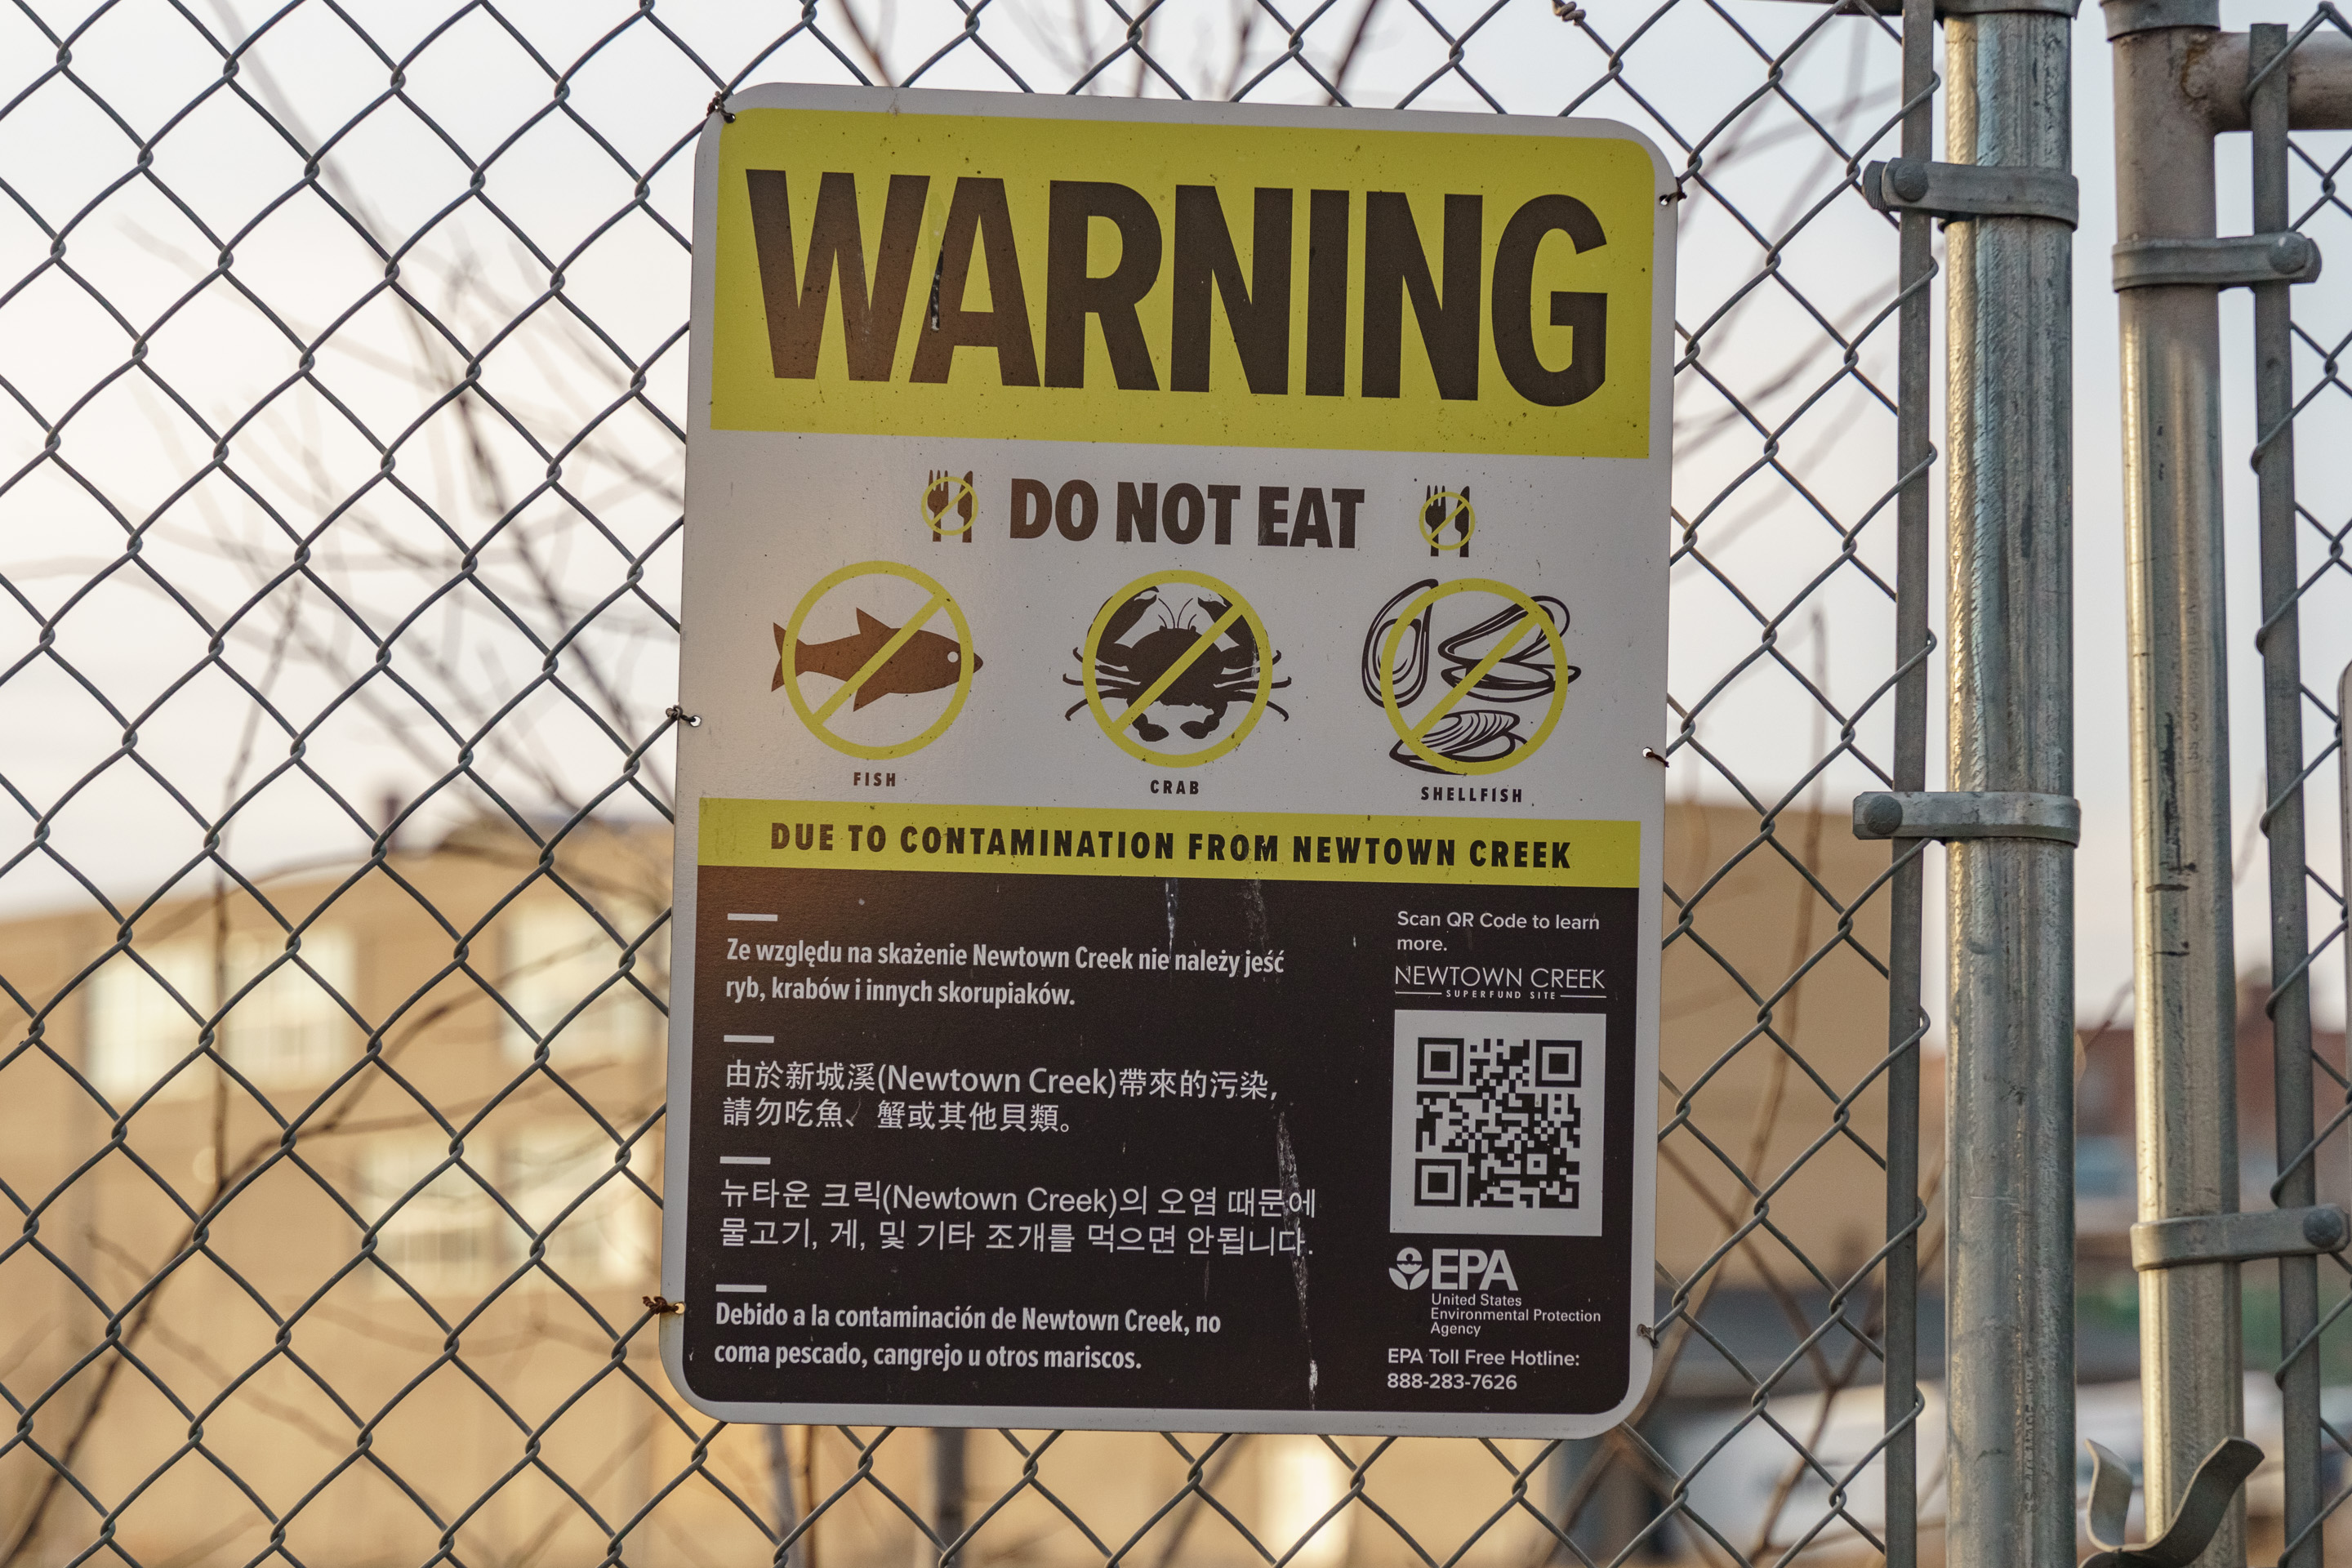 WARNING
DO NOT EAT
FISH
CRAB
SHELLFISH
DUE TO CONTAMINATION FROM NEWTOWN CREEK
Ze względu na skażenie Newtown Creek nie należy jeść
ryb, krabów i innych skorupiaków.
由於新城溪(Newtown Creek)帶來的污染,
請勿吃魚、蟹或其他貝類。
뉴타운 크릭(Newtown Creek)의 오염 때문에
물고기, 게, 및 기타 조개를 먹으면 안됩니다.
Debido a la contaminación de Newtown Creek, no
coma pescado, cangrejo u otros mariscos.
Scan QR Code to learn
more.
NEWTOWN CREEK
SUPERFUND SITE
EPA
United States
Environmental Protection
Agency
EPA Toll Free Hotline:
888-283-7626